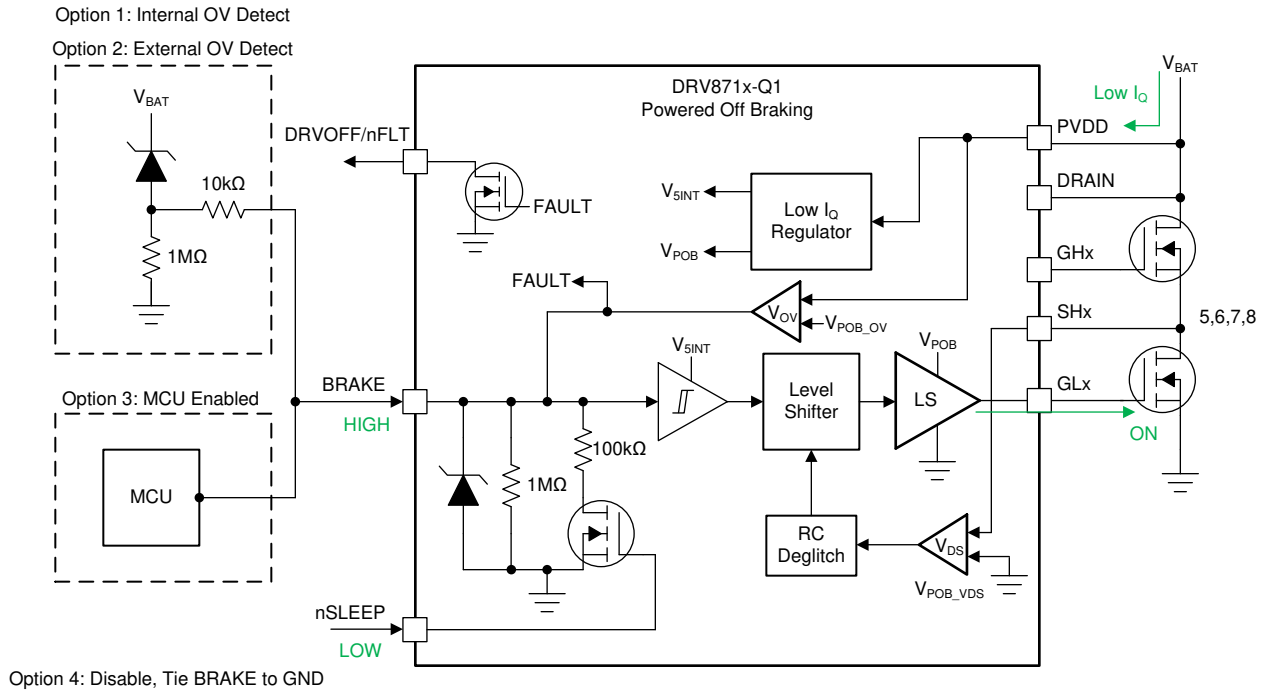 Option 1: Internal OV Detect
Option 2: External OV Detect
VBAT
10kΩ
1MΩ
Option 3: MCU Enabled
MCU
Option 4: Disable, Tie BRAKE to GND
DRV871x-Q1
Powered Off Braking
DRVOFF/nFLT
FAULT
V5INT
VPOB
Low IQ
Regulator
FAULT
VOV
VPOB_OV
BRAKE
HIGH
V5INT
Level
Shifter
VPOB
LS
100kΩ
1MΩ
RC
Deglitch
VDS
VPOB_VDS
nSLEEP
LOW
VBAT
Low IQ
PVDD
DRAIN
GHx
SHx
5,6,7,8
GLx
ON